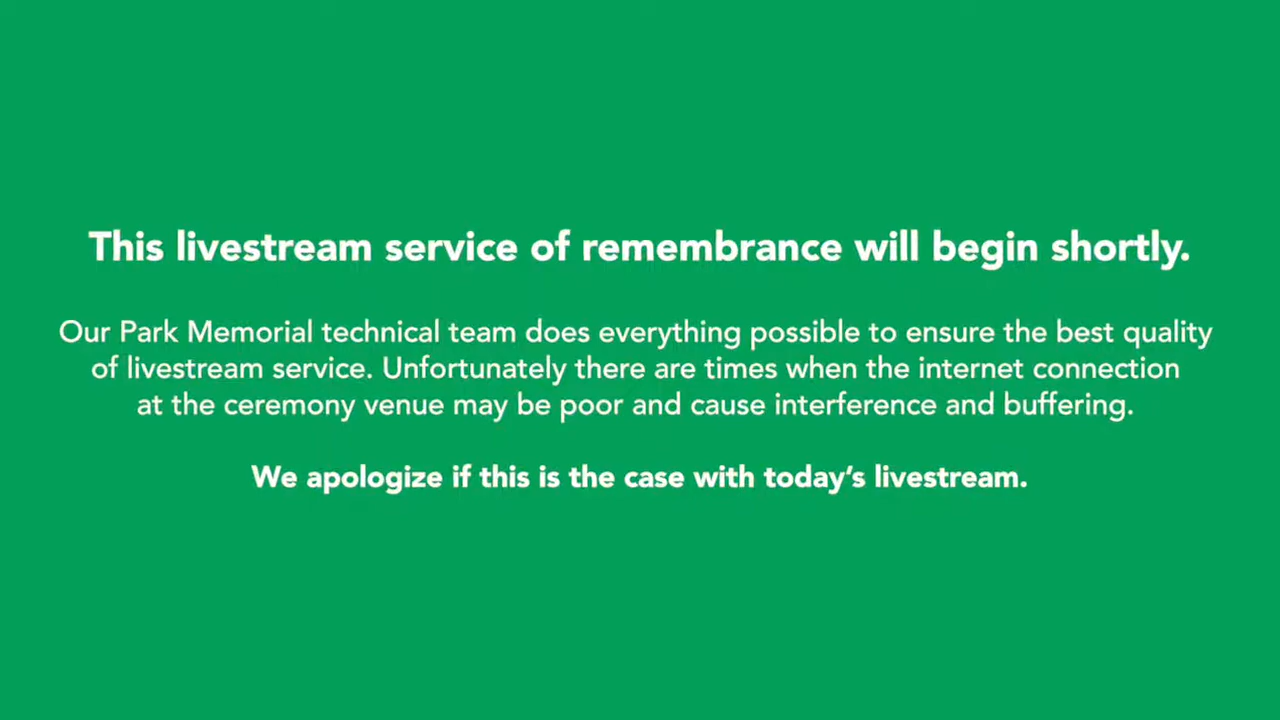 This livestream service of remembrance will begin shortly.
Our Park Memorial technical team does everything possible to ensure the best quality
of livestream service. Unfortunately there are times when the internet connection
at the ceremony venue may be poor and cause interference and buffering.
We apologize if this is the case with today’s livestream.